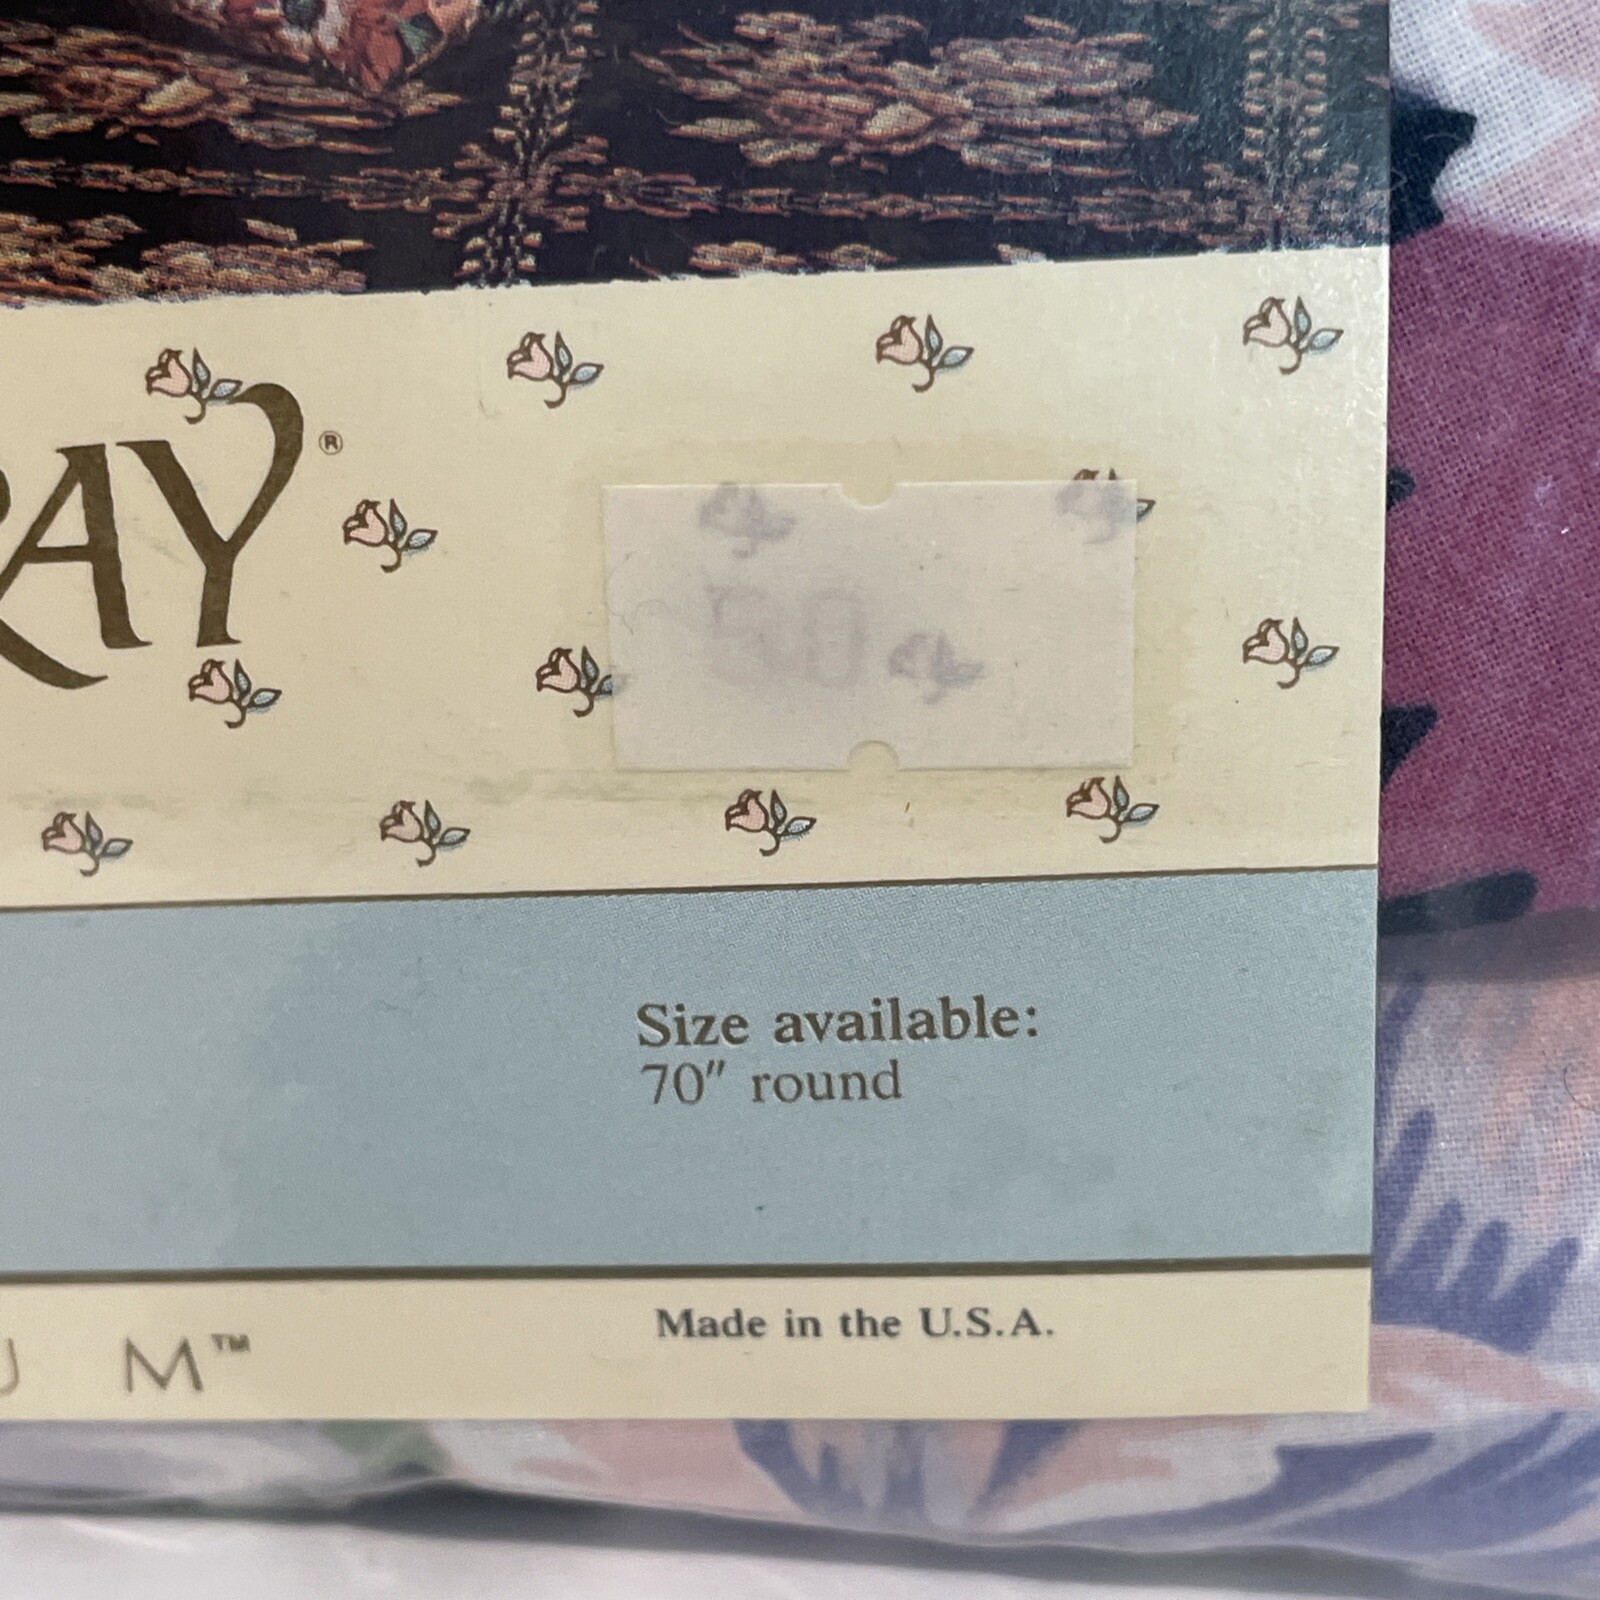 RAY®
Size available:
70" round
Made in the U.S.A.
U M™